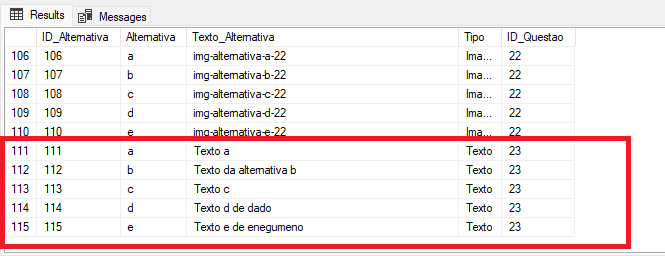 Results Messages
ID_Alternativa Alternativa Texto_Alternativa Tipo ID_Questao
106 106 a img-alternativa-a-22 Ima... 22
107 107 b img-alternativa-b-22 Ima... 22
108 108 c img-alternativa-c-22 Ima... 22
109 109 d img-alternativa-d-22 Ima... 22
110 110 e img-alternativa-e-22 Ima... 22
111 111 a Texto a Texto 23
112 112 b Texto da alternativa b Texto 23
113 113 c Texto c Texto 23
114 114 d Texto d de dado Texto 23
115 115 e Texto e de enegumeno Texto 23